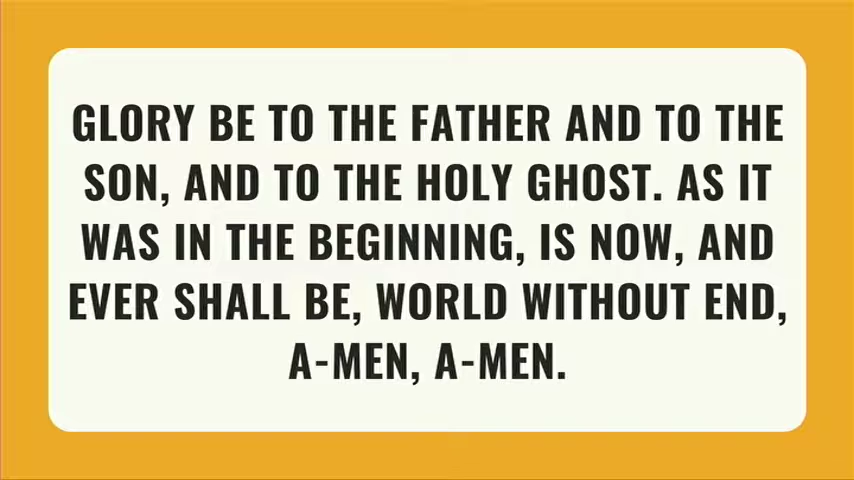 GLORY BE TO THE FATHER AND TO THE
SON, AND TO THE HOLY GHOST. AS IT
WAS IN THE BEGINNING, IS NOW, AND
EVER SHALL BE, WORLD WITHOUT END,
A-MEN, A-MEN.